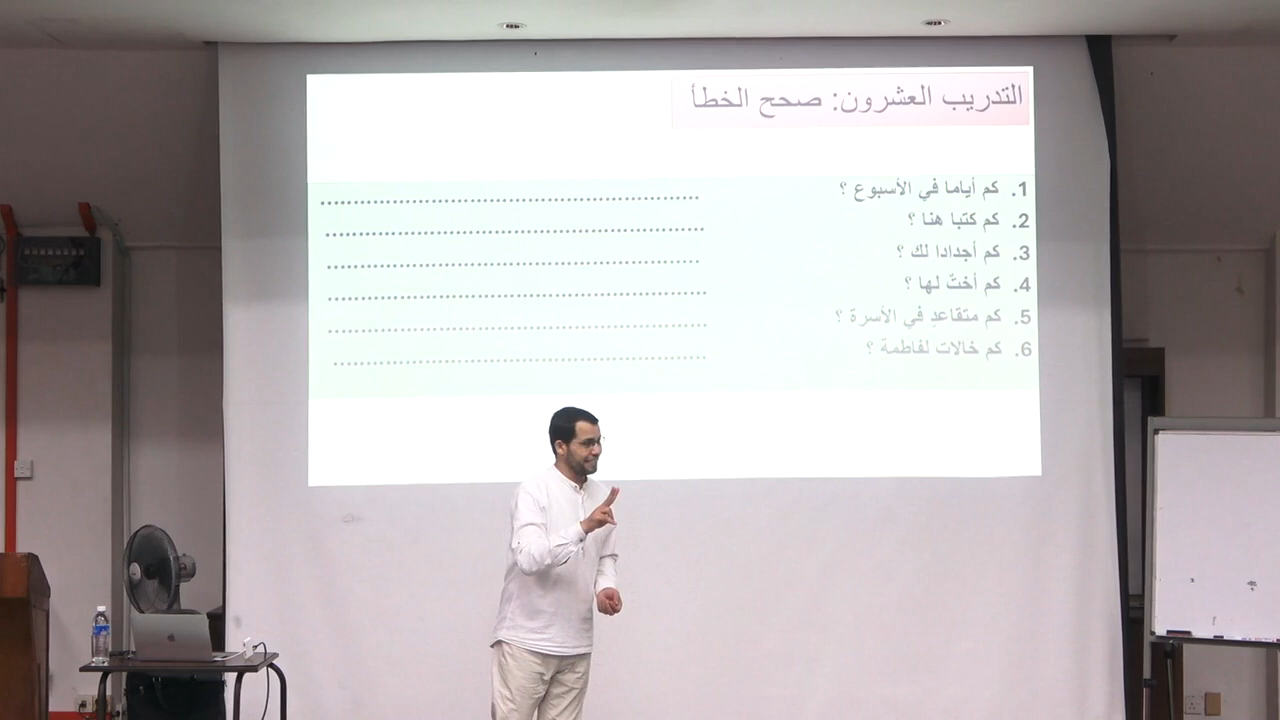 التدريب العشرون: صحح الخطأ
1. كم أياما في الأسبوع ؟ ........................................................
2. كم كتبا هنا ؟ ........................................................
3. كم أجدادا لك ؟ ........................................................
4. كم أختٌ لها ؟ ........................................................
5. كم متقاعدِ في الأسرة ؟ ........................................................
6. كم خالات لفاطمة ؟ ........................................................